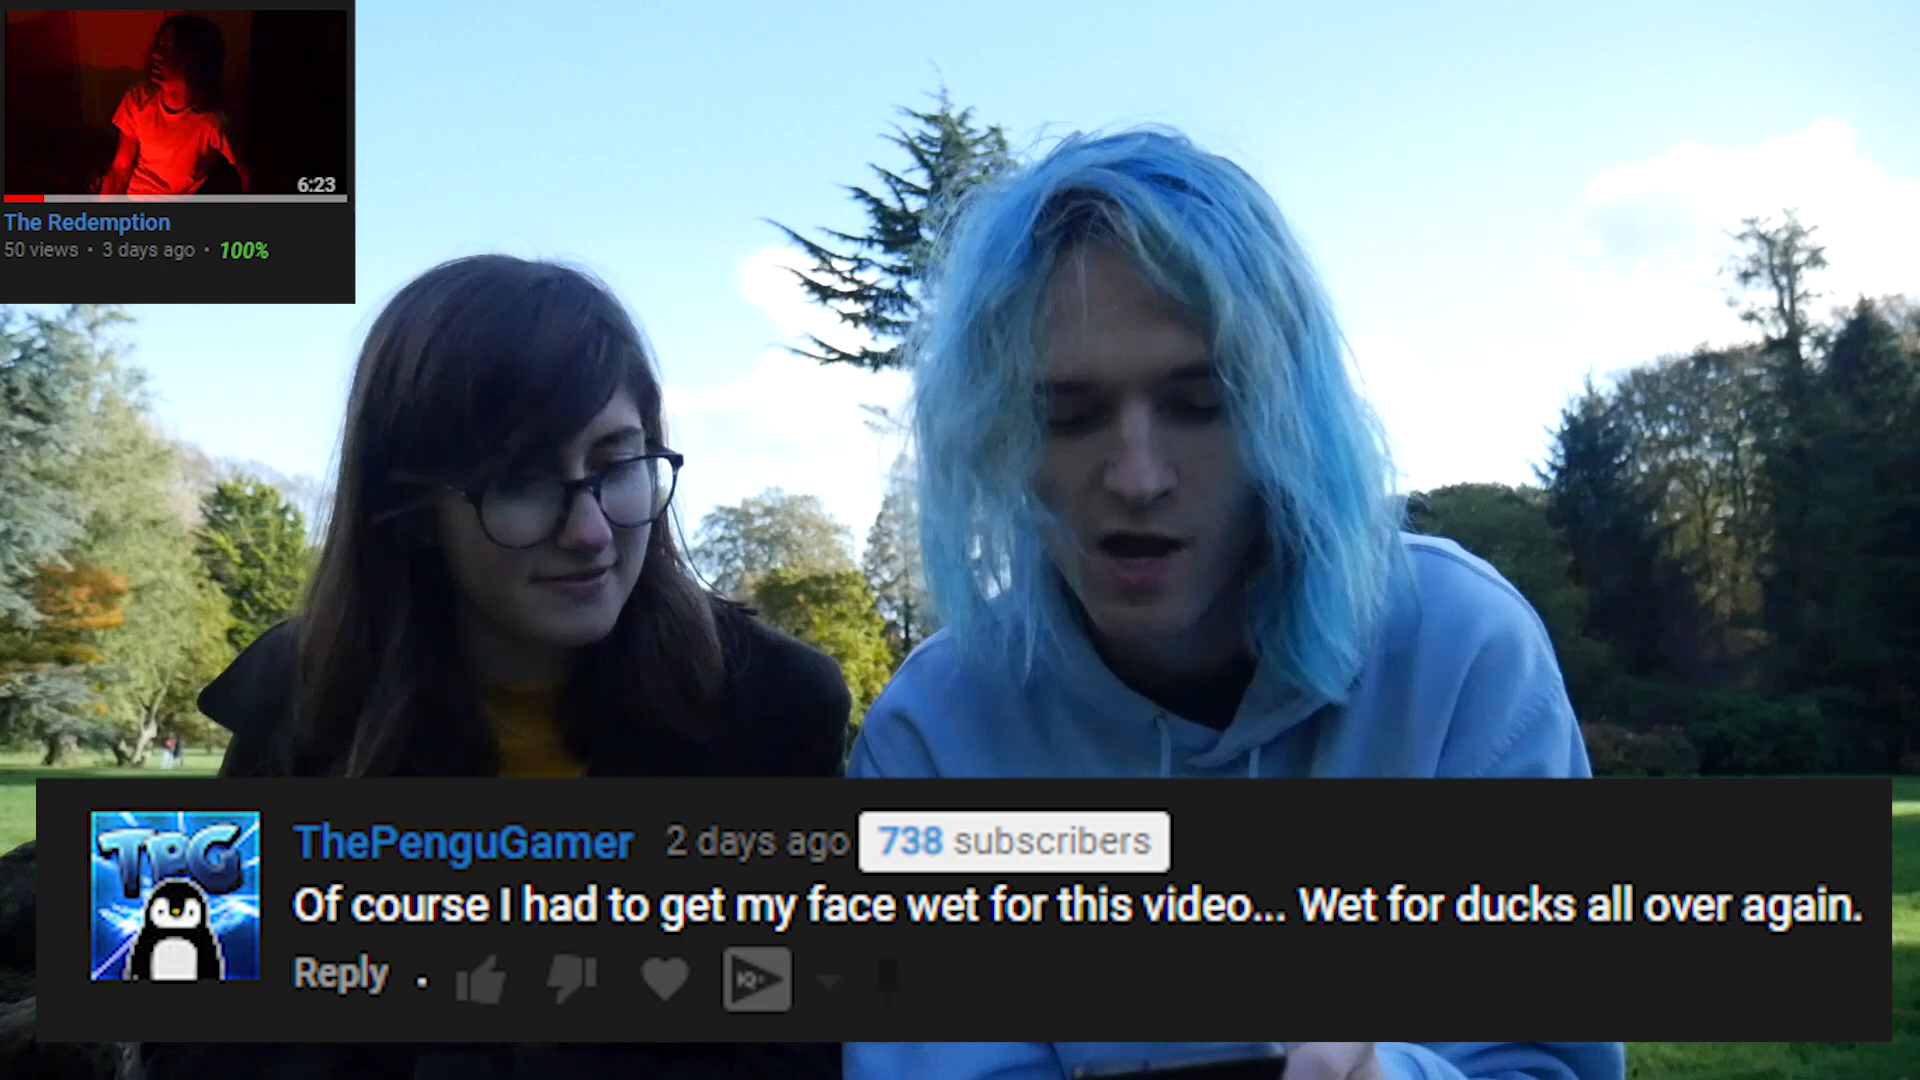 6:23
The Redemption
50 views • 3 days ago • 100%
TPG
ThePenguGamer 2 days ago 738 subscribers
Of course I had to get my face wet for this video... Wet for ducks all over again.
Reply .
IQ